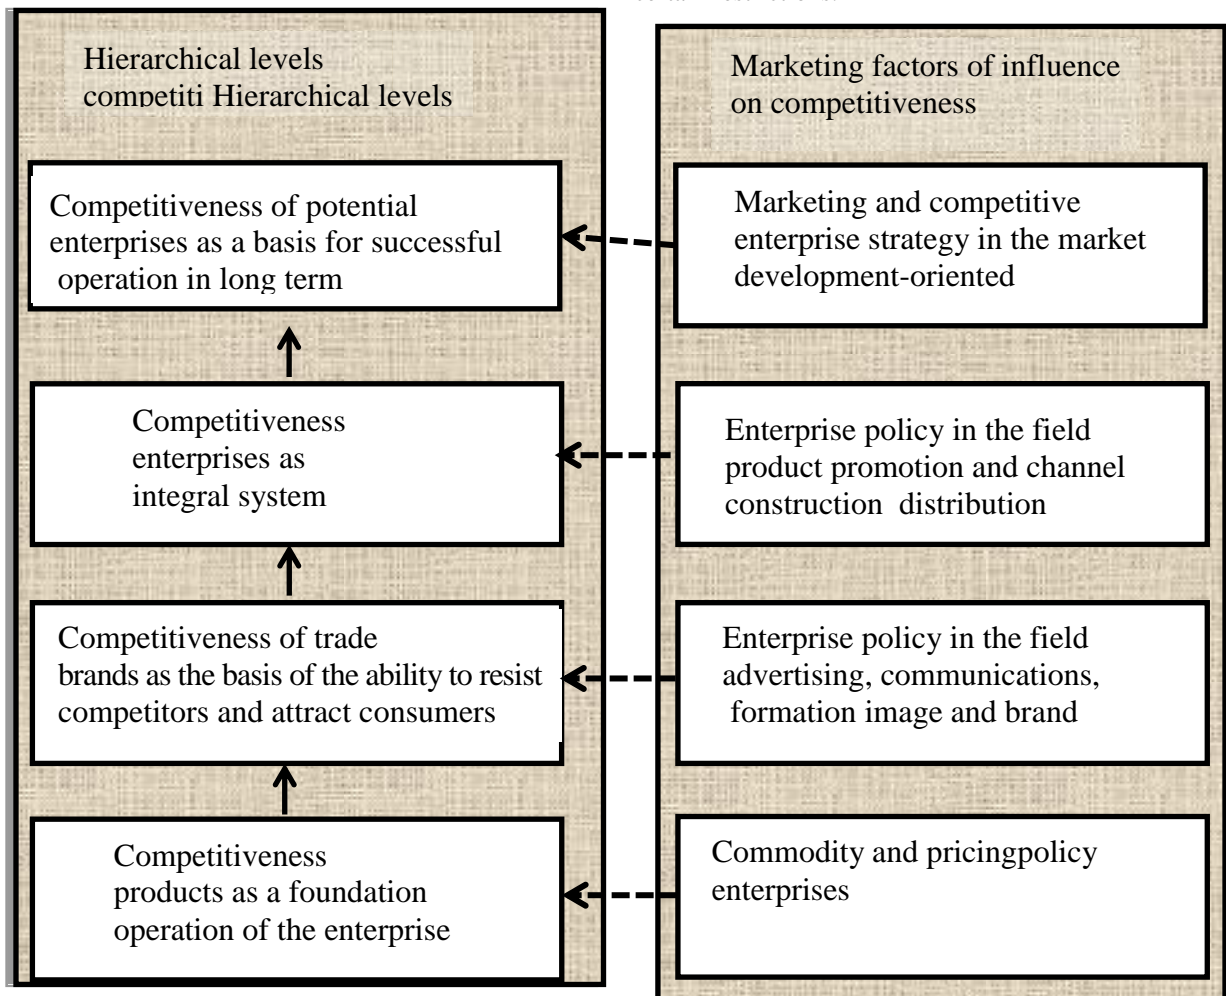 Hierarchical levels
competiti Hierarchical levels
Competitiveness of potential
enterprises as a basis for successful
operation in long term
Competitiveness
enterprises as
integral system
Competitiveness of trade
brands as the basis of the ability to resist
competitors and attract consumers
Competitiveness
products as a foundation
operation of the enterprise
Marketing factors of influence
on competitiveness
Marketing and competitive
enterprise strategy in the market
development-oriented
Enterprise policy in the field
product promotion and channel
construction distribution
Enterprise policy in the field
advertising, communications,
formation image and brand
Commodity and pricingpolicy
enterprises